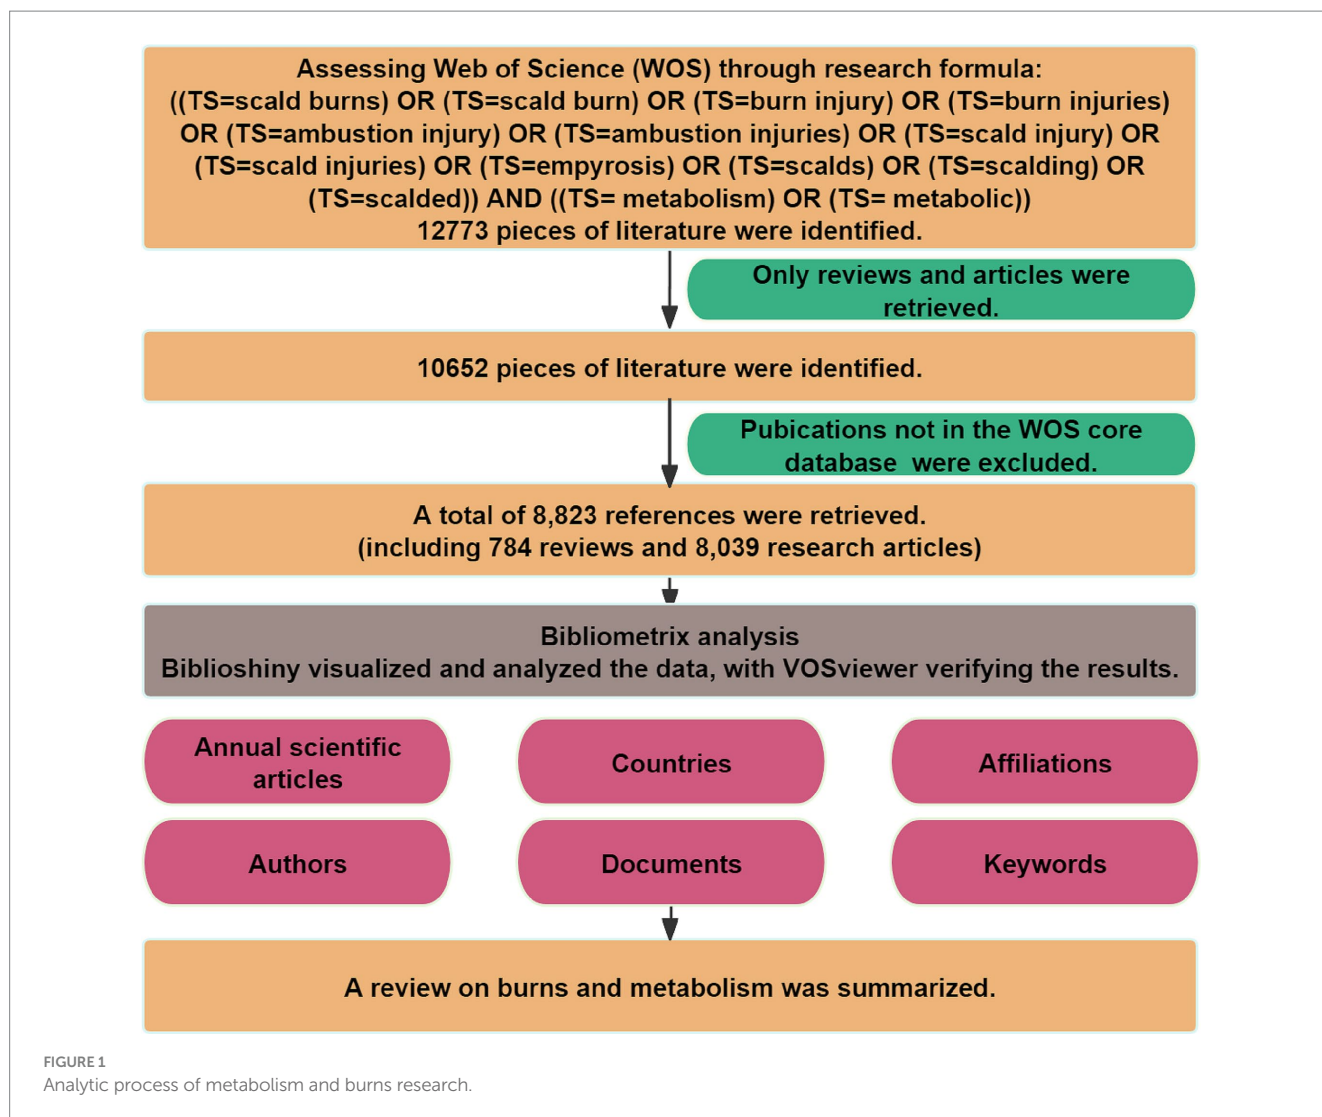 Assessing Web of Science (WOS) through research formula:
((TS=scald burns) OR (TS=scald burn) OR (TS=burn injury) OR (TS=burn injuries)
OR (TS=ambustion injury) OR (TS=ambustion injuries) OR (TS=scald injury) OR
(TS=scald injuries) OR (TS=empyrosis) OR (TS=scalds) OR (TS=scalding) OR
(TS=scalded)) AND ((TS= metabolism) OR (TS= metabolic))
12773 pieces of literature were identified.
Only reviews and articles were
retrieved.
10652 pieces of literature were identified.
Pubications not in the WOS core
database  were excluded.
A total of 8,823 references were retrieved.
(including 784 reviews and 8,039 research articles)
Bibliometrix analysis
Biblioshiny visualized and analyzed the data, with VOSviewer verifying the results.
Annual scientific
articles
Countries
Affiliations
Authors
Documents
Keywords
A review on burns and metabolism was summarized.
FIGURE 1
Analytic process of metabolism and burns research.